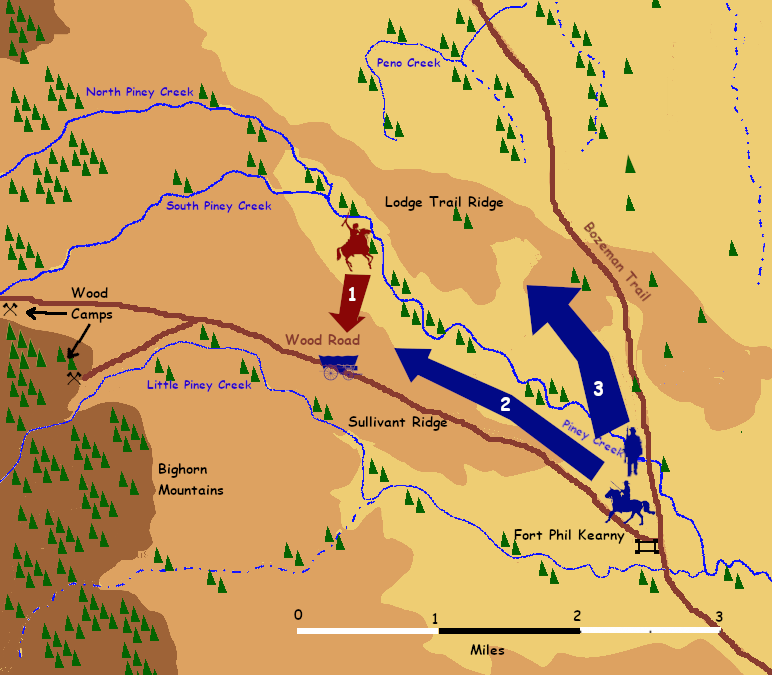 Peno Creek
North Piney Creek
Lodge Trail Ridge
South Piney Creek
Bozeman Trail
Wood
Camps
1
Wood Road
Little Piney Creek
2
3
Sullivant Ridge
Piney Creek
Bighorn
Mountains
Fort Phil Kearny
0
1
2
3
Miles